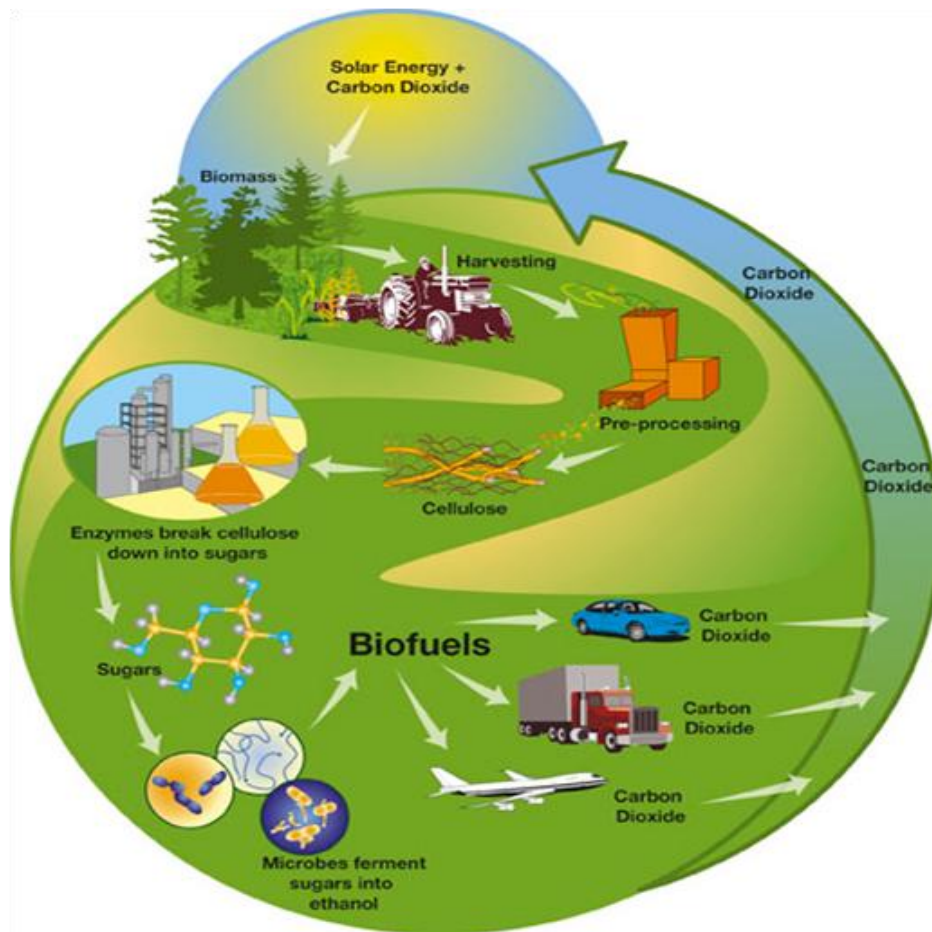 Solar Energy +
Carbon Dioxide
Biomass
Harvesting
Carbon
Dioxide
Pre-processing
Cellulose
Carbon
Dioxide
Enzymes break cellulose
down into sugars
Sugars
Biofuels
Carbon
Dioxide
Carbon
Dioxide
Carbon
Dioxide
Microbes ferment
sugars into
ethanol